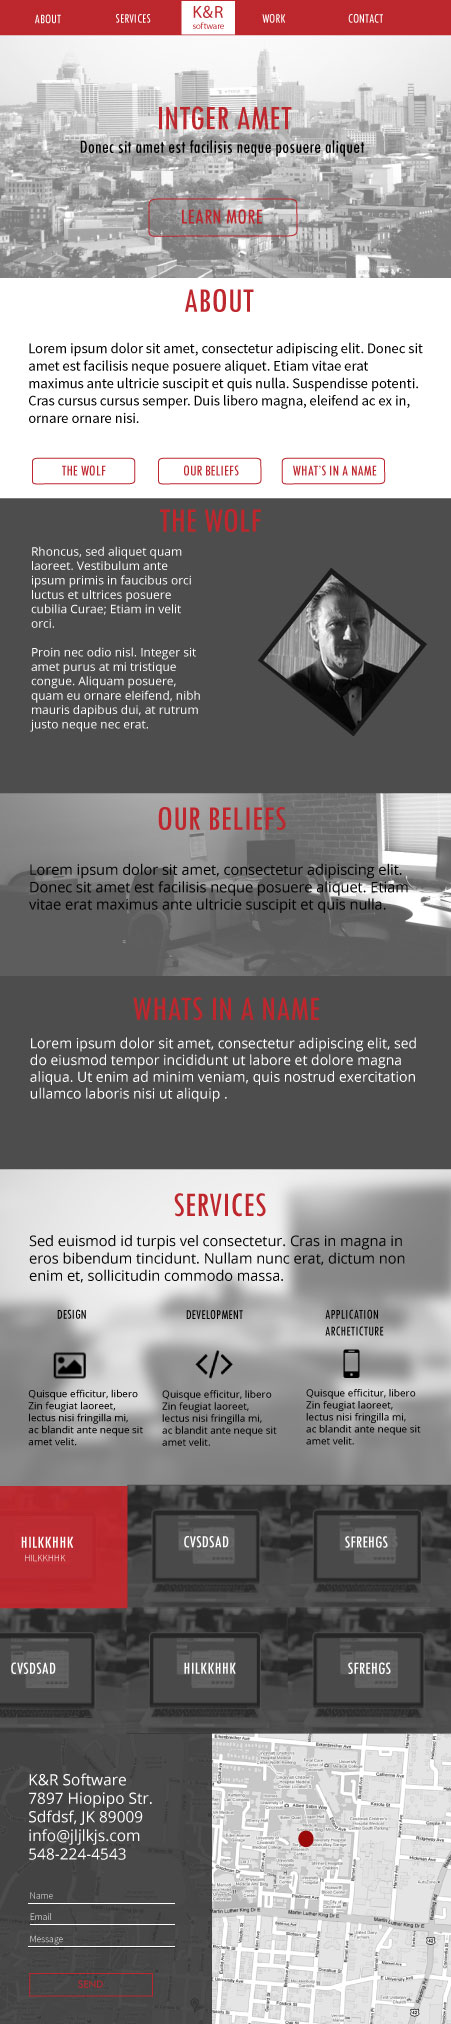 ABOUT SERVICES K&R WORK CONTACT
software
INTGER AMET
Donec sit amet est facilisis neque posuere aliquet
LEARN MORE
ABOUT
Lorem ipsum dolor sit amet, consectetur adipiscing elit. Donec sit
amet est facilisis neque posuere aliquet. Etiam vitae erat
maximus ante ultricie suscipit et quis nulla. Suspendisse potenti.
Cras cursus cursus semper. Duis libero magna, eleifend ac ex in,
ornare ornare nisi.
THE WOLF OUR BELIEFS WHAT'S IN A NAME
THE WOLF
Rhoncus, sed aliquet quam
laoreet. Vestibulum ante
ipsum primis in faucibus orci
luctus et ultrices posuere
cubilia Curae; Etiam in velit
orci.
Proin nec odio nisl. Integer sit
amet purus at mi tristique
congue. Aliquam posuere,
quam eu ornare eleifend, nibh
mauris dapibus dui, at rutrum
justo neque nec erat.
OUR BELIEFS
Lorem ipsum dolor sit amet, consectetur adipiscing elit.
Donec sit amet est facilisis neque posuere aliquet. Etiam
vitae erat maximus ante ultricie suscipit et quis nulla.
WHATS IN A NAME
Lorem ipsum dolor sit amet, consectetur adipiscing elit, sed
do eiusmod tempor incididunt ut labore et dolore magna
aliqua. Ut enim ad minim veniam, quis nostrud exercitation
ullamco laboris nisi ut aliquip .
SERVICES
Sed euismod id turpis vel consectetur. Cras in magna in
eros bibendum tincidunt. Nullam nunc erat, dictum non
enim et, sollicitudin commodo massa.
DESIGN
Quisque efficitur, libero
Zin feugiat laoreet,
lectus nisi fringilla mi,
ac blandit ante neque sit
amet velit.
DEVELOPMENT
Quisque efficitur, libero
Zin feugiat laoreet,
lectus nisi fringilla mi,
ac blandit ante neque sit
amet velit.
APPLICATION
ARCHETICTURE
Quisque efficitur, libero
Zin feugiat laoreet,
lectus nisi fringilla mi,
ac blandit ante neque sit
amet velit.
HILKKHHK CVSDSAD SFREHGS
HILKKHHK
CVSDSAD HILKKHHK SFREHGS
K&R Software
7897 Hiopipo Str.
Sdfdsf, JK 89009
info@jljlkjs.com
548-224-4543
Name
Email
Message
SEND
Martin Luther King Dr E
Martin Luther King Dr E